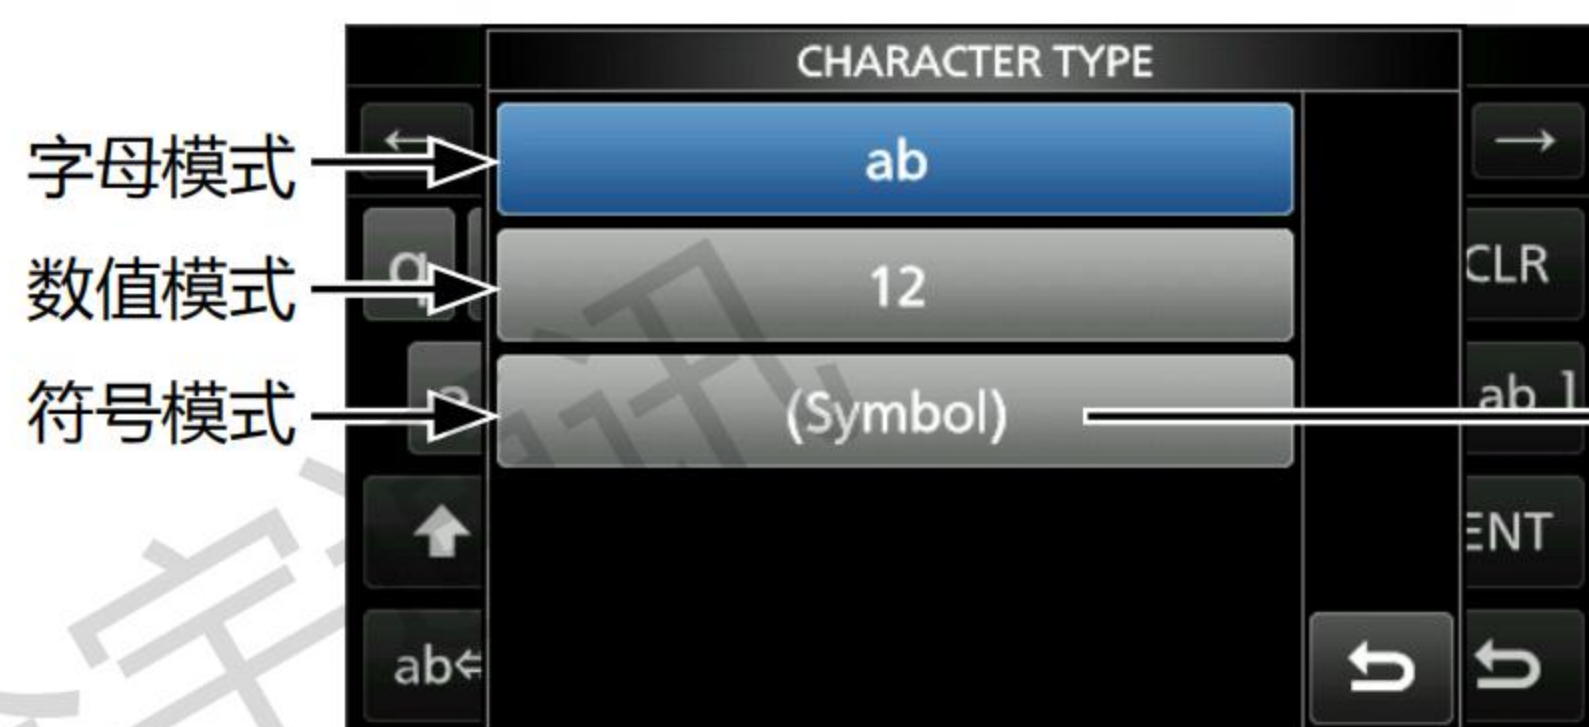 CHARACTER TYPE
字母模式
←
ab
→
数值模式
q
12
CLR
符号模式
(Symbol)
ab ]
ENT
ab⇔